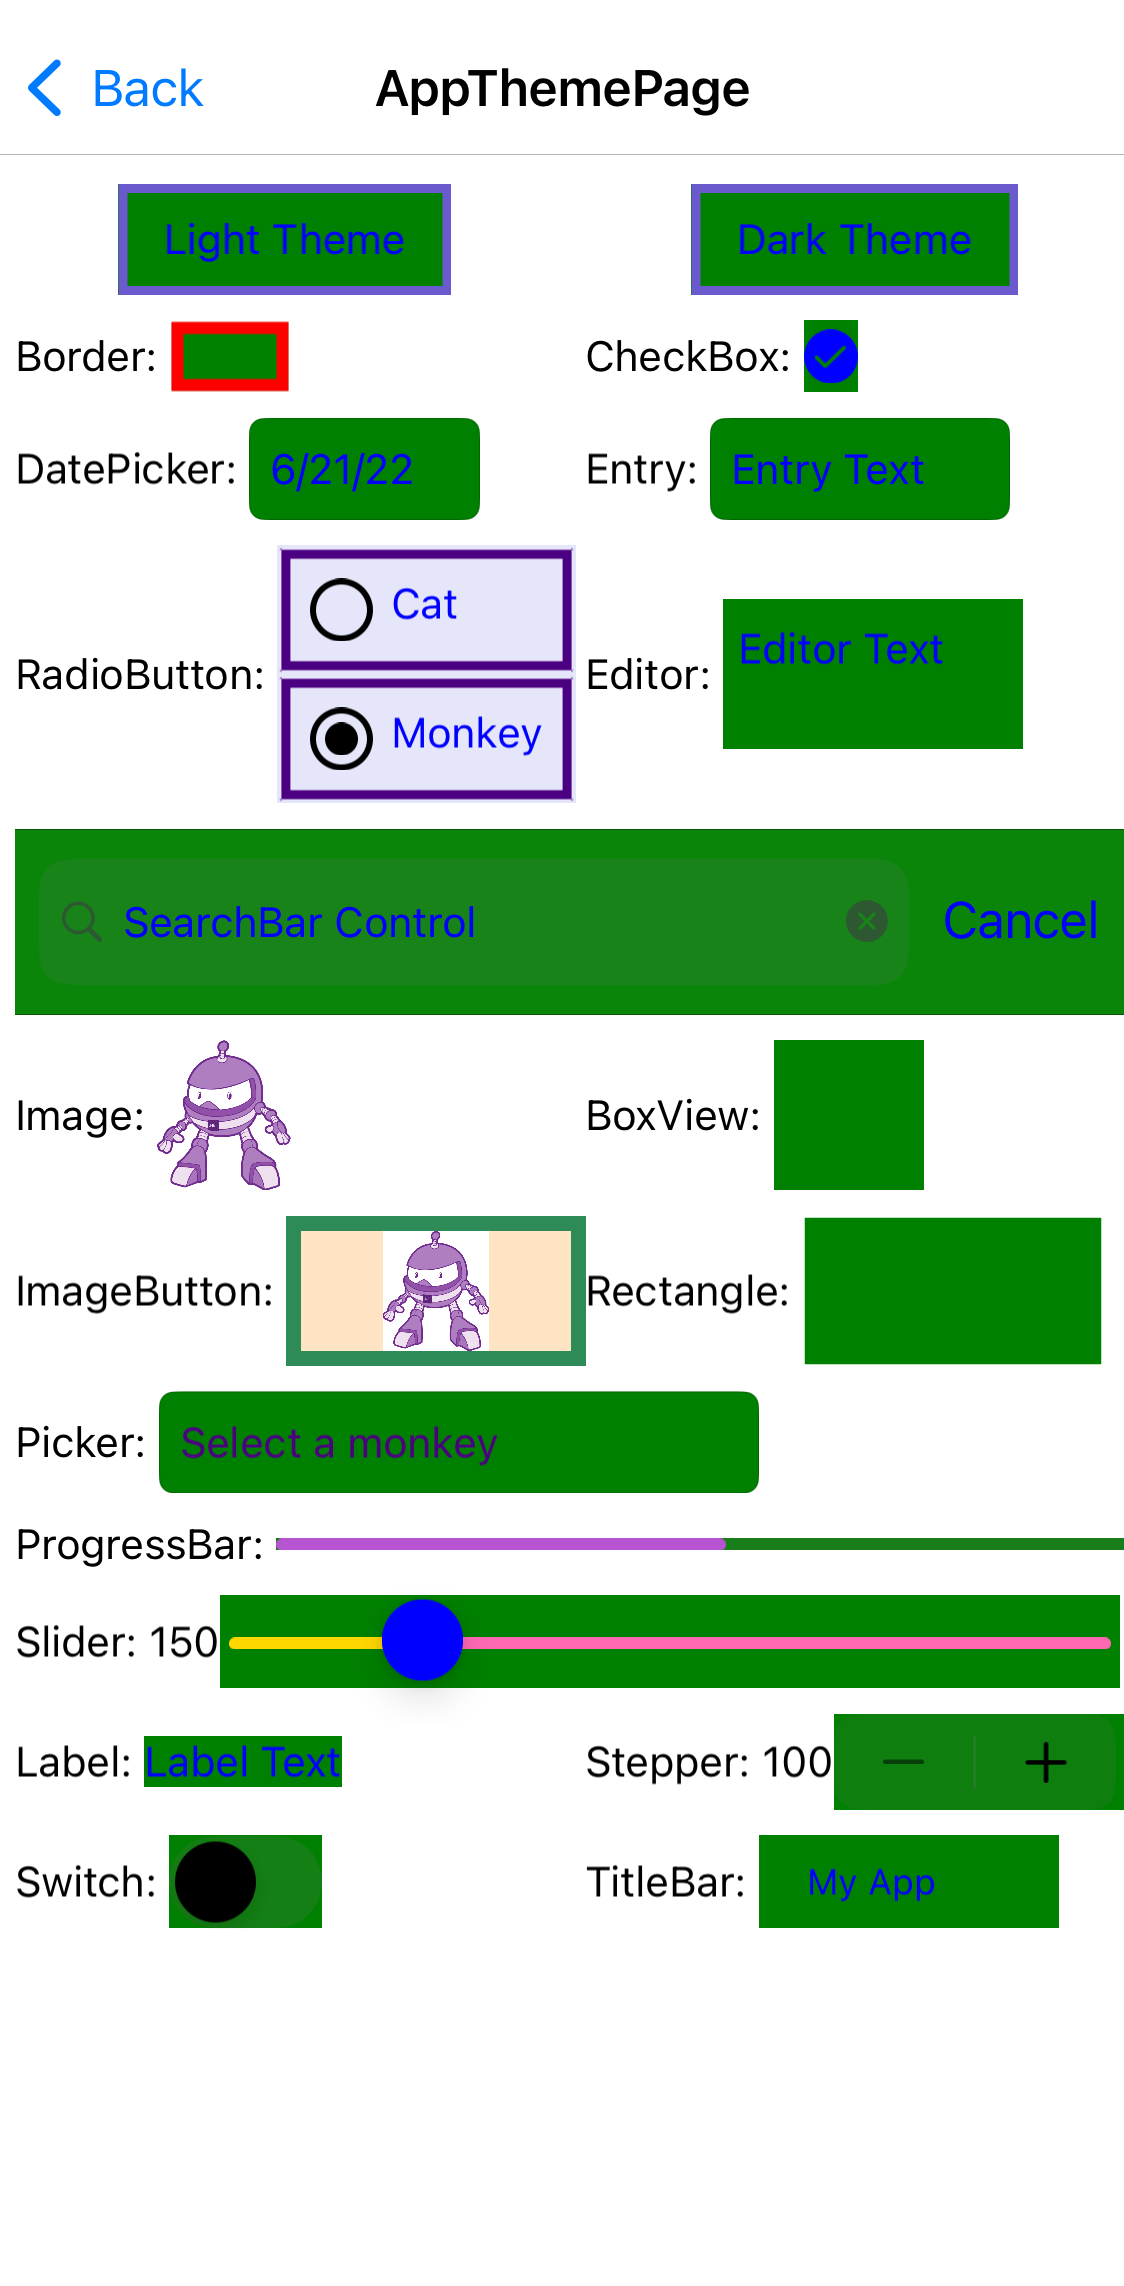 Back
AppThemePage
Light Theme
Dark Theme
Border:
CheckBox:
DatePicker: 6/21/22
Entry: Entry Text
RadioButton:
Cat
Monkey
Editor:
Editor Text
SearchBar Control
Cancel
Image:
BoxView:
ImageButton:
Rectangle:
Picker: Select a monkey
ProgressBar:
Slider: 150
Label: Label Text
Stepper: 100
Switch:
TitleBar: My App